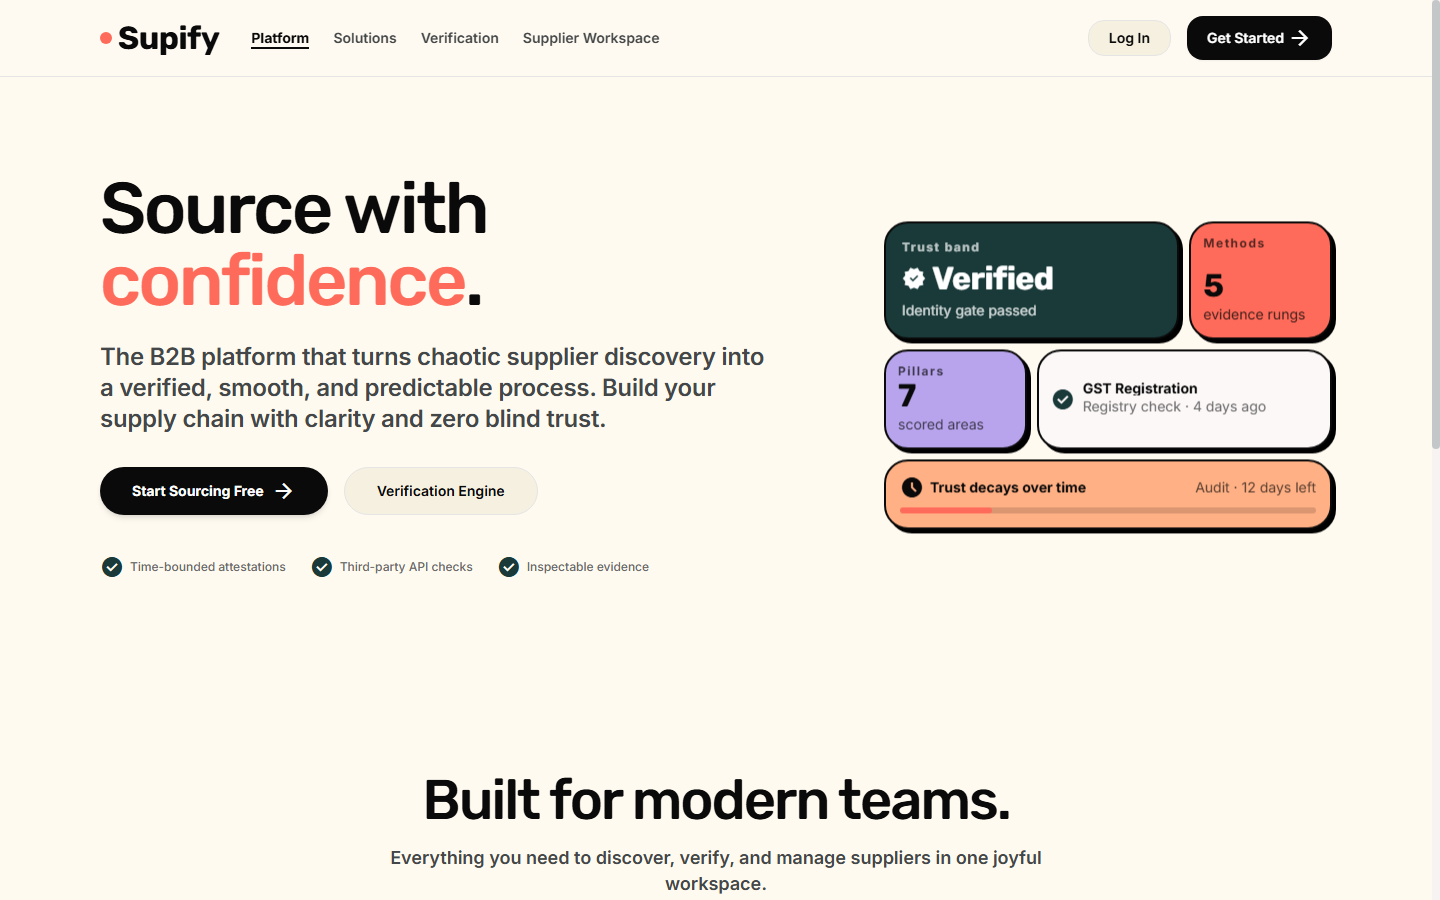 Supify
Platform
Solutions
Verification
Supplier Workspace
Log In
Get Started
Source with
confidence.
The B2B platform that turns chaotic supplier discovery into
a verified, smooth, and predictable process. Build your
supply chain with clarity and zero blind trust.
Start Sourcing Free
Verification Engine
Time-bounded attestations
Third-party API checks
Inspectable evidence
Trust band
Verified
Identity gate passed
Methods
5
evidence rungs
Pillars
7
scored areas
GST Registration
Registry check · 4 days ago
Trust decays over time
Audit · 12 days left
Built for modern teams.
Everything you need to discover, verify, and manage suppliers in one joyful
workspace.